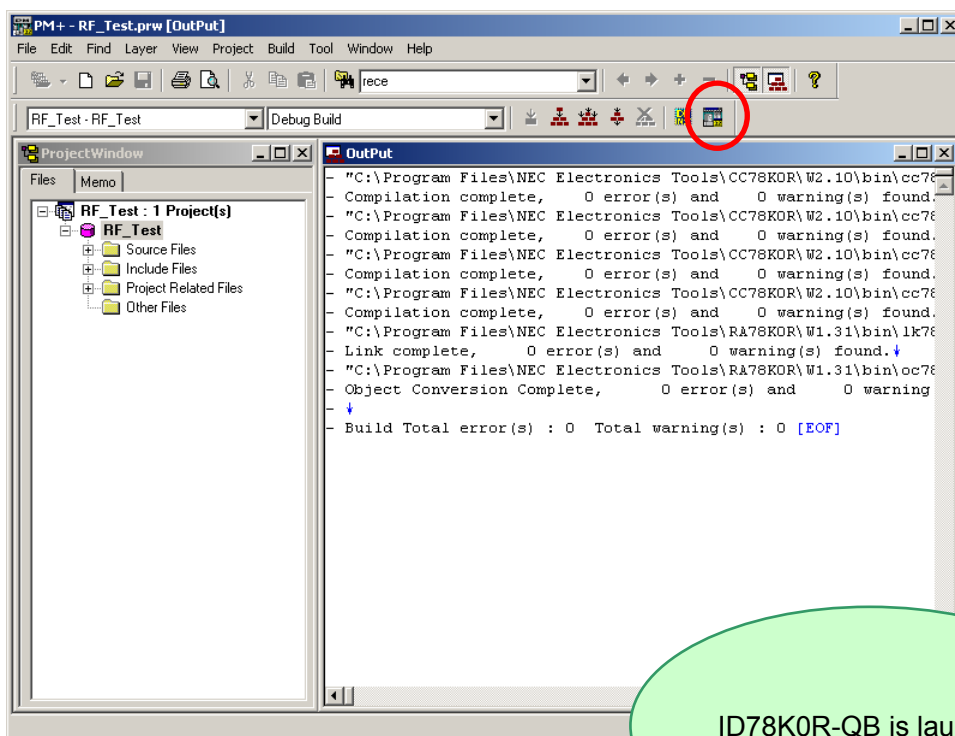 PM+ - RF_Test.prw [OutPut]
File Edit Find Layer View Project Build Tool Window Help
rece
RF_Test - RF_Test Debug Build
ProjectWindow
Files Memo
RF_Test : 1 Project(s)
RF_Test
Source Files
Include Files
Project Related Files
Other Files
OutPut
- "C:\Program Files\NEC Electronics Tools\CC78K0R\W2.10\bin\cc78
- Compilation complete, 0 error(s) and 0 warning(s) found.
- "C:\Program Files\NEC Electronics Tools\CC78K0R\W2.10\bin\cc78
- Compilation complete, 0 error(s) and 0 warning(s) found.
- "C:\Program Files\NEC Electronics Tools\CC78K0R\W2.10\bin\cc78
- Compilation complete, 0 error(s) and 0 warning(s) found.
- "C:\Program Files\NEC Electronics Tools\CC78K0R\W2.10\bin\cc78
- Compilation complete, 0 error(s) and 0 warning(s) found.
- "C:\Program Files\NEC Electronics Tools\RA78K0R\W1.31\bin\lk78
- Link complete, 0 error(s) and 0 warning(s) found.↓
- "C:\Program Files\NEC Electronics Tools\RA78K0R\W1.31\bin\oc78
- Object Conversion Complete, 0 error(s) and 0 warning
- ↓
- Build Total error(s) : 0 Total warning(s) : 0 [EOF]
ID78K0R-QB is lau